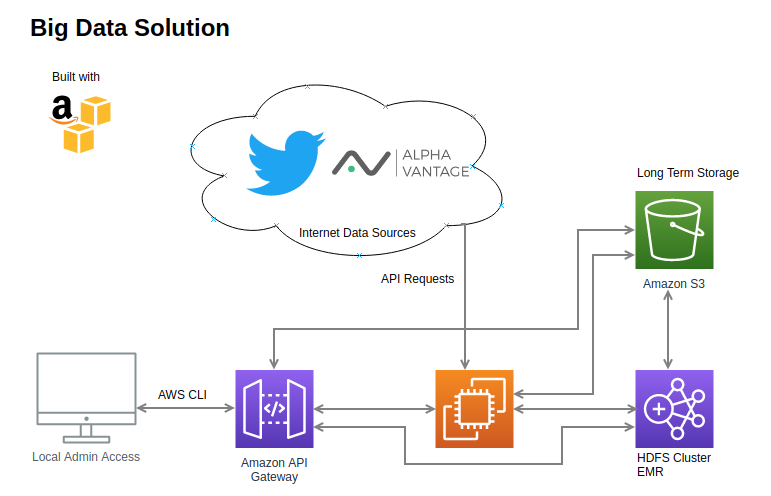 Big Data Solution
Built with
a
ALPHA
VANTAGE
Internet Data Sources
Long Term Storage
API Requests
Amazon S3
AWS CLI
</>
Local Admin Access
Amazon API
Gateway
HDFS Cluster
EMR